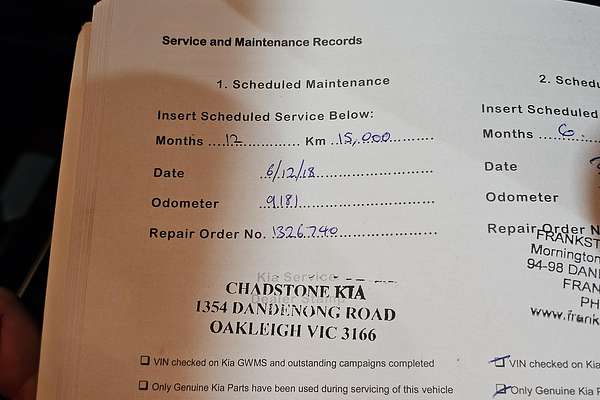 Service and Maintenance Records
1. Scheduled Maintenance
Insert Scheduled Service Below:
Months ....12.............. Km ..15,000...........
Date ..6/12/18........................
Odometer ..9181..........................
Repair Order No. .1326740....................
Kia Service
Dealer Stamp
CHADSTONE KIA
1354 DANDENONG ROAD
OAKLEIGH VIC 3166
❑ VIN checked on Kia GWMS and outstanding campaigns completed
❑ Only Genuine Kia Parts have been used during servicing of this vehicle
2. Schedu
Insert Scheduled
Months ....6..
Date
Odometer
Repair Order N
FRANKST
Mornington
94-98 DAN
FRAN
PH
www.frank
VIN checked on Kia
Only Genuine Kia